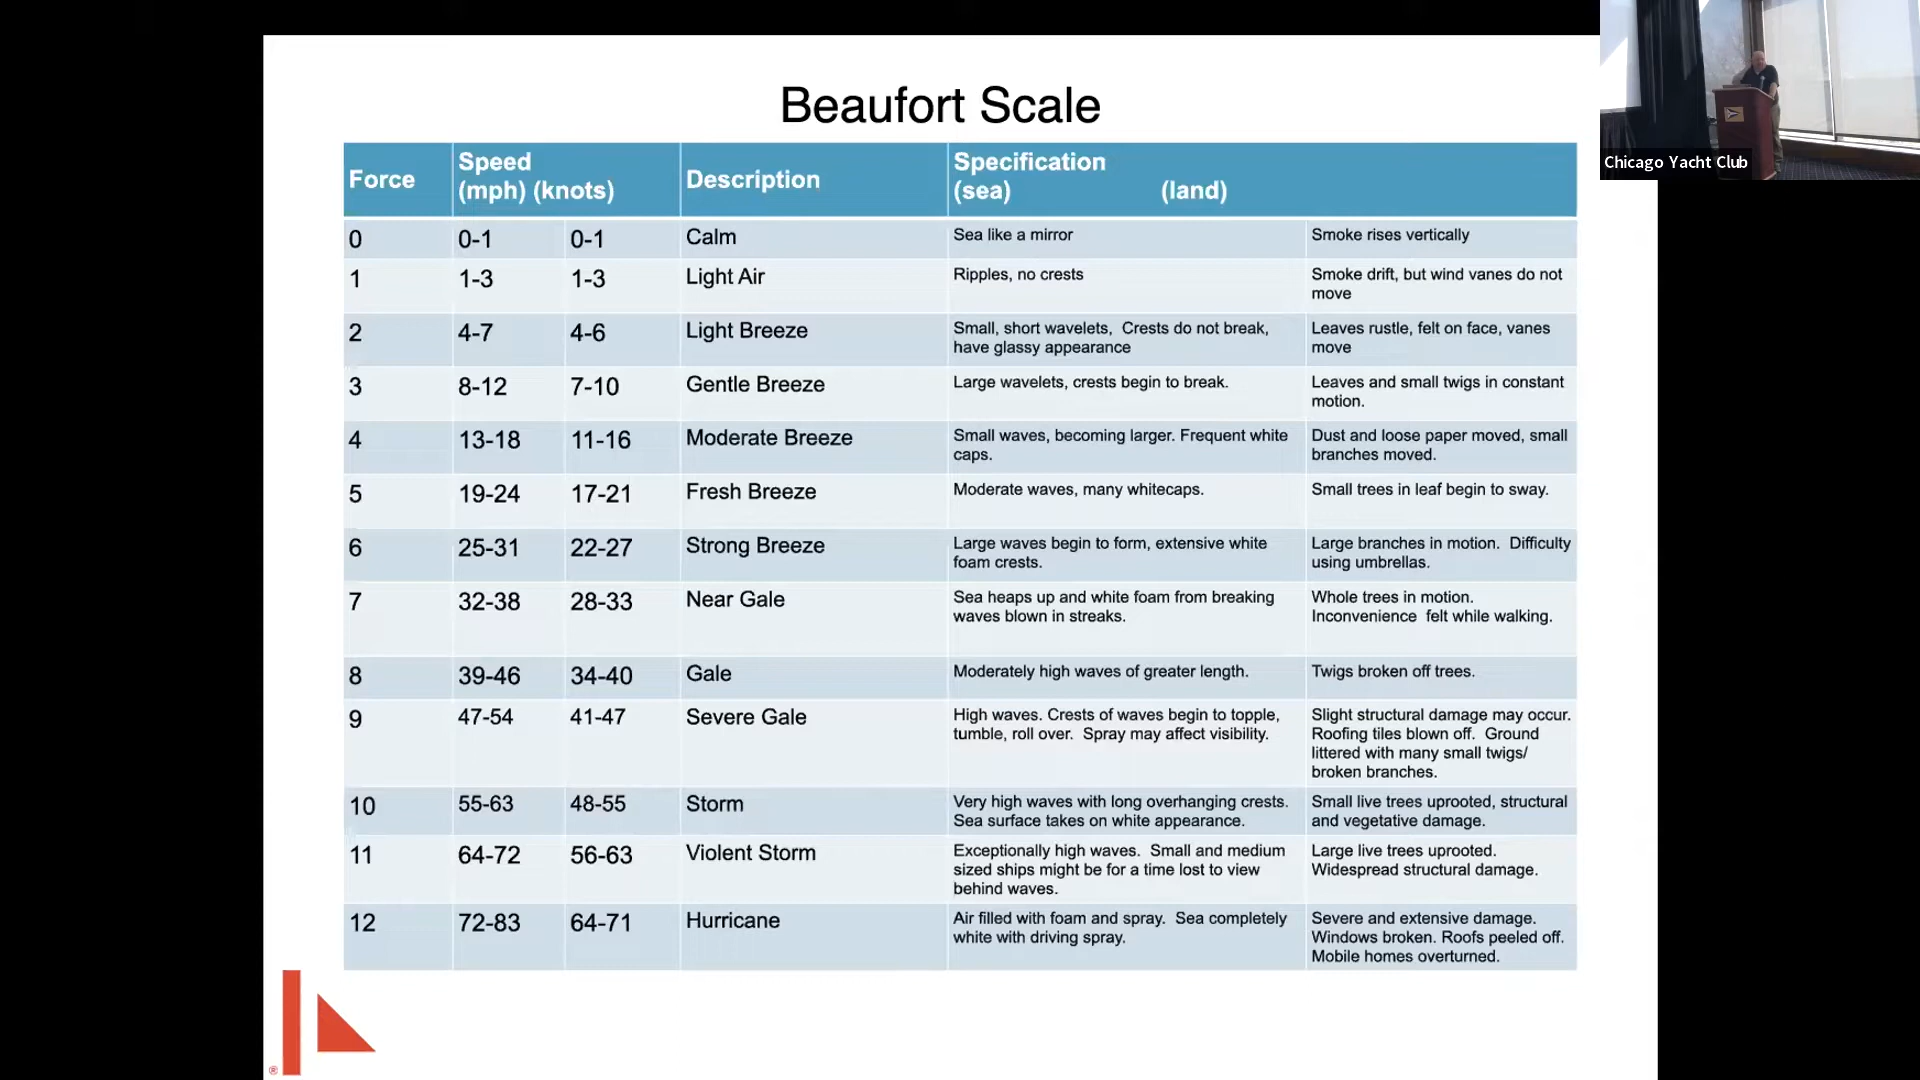 Beaufort Scale
Chicago Yacht Club
Force
Speed
(mph) (knots)
Description
Specification
(sea) (land)
0 0-1 0-1 Calm Sea like a mirror Smoke rises vertically
1 1-3 1-3 Light Air Ripples, no crests Smoke drift, but wind vanes do not
move
2 4-7 4-6 Light Breeze Small, short wavelets, Crests do not break, Leaves rustle, felt on face, vanes
have glassy appearance move
3 8-12 7-10 Gentle Breeze Large wavelets, crests begin to break. Leaves and small twigs in constant
motion.
4 13-18 11-16 Moderate Breeze Small waves, becoming larger. Frequent white Dust and loose paper moved, small
caps. branches moved.
5 19-24 17-21 Fresh Breeze Moderate waves, many whitecaps. Small trees in leaf begin to sway.
6 25-31 22-27 Strong Breeze Large waves begin to form, extensive white Large branches in motion. Difficulty
foam crests. using umbrellas.
7 32-38 28-33 Near Gale Sea heaps up and white foam from breaking Whole trees in motion.
waves blown in streaks. Inconvenience felt while walking.
8 39-46 34-40 Gale Moderately high waves of greater length. Twigs broken off trees.
9 47-54 41-47 Severe Gale High waves. Crests of waves begin to topple, Slight structural damage may occur.
tumble, roll over. Spray may affect visibility. Roofing tiles blown off. Ground
littered with many small twigs/
broken branches.
10 55-63 48-55 Storm Very high waves with long overhanging crests. Small live trees uprooted, structural
Sea surface takes on white appearance. and vegetative damage.
11 64-72 56-63 Violent Storm Exceptionally high waves. Small and medium Large live trees uprooted.
sized ships might be for a time lost to view Widespread structural damage.
behind waves.
12 72-83 64-71 Hurricane Air filled with foam and spray. Sea completely Severe and extensive damage.
white with driving spray. Windows broken. Roofs peeled off.
Mobile homes overturned.
®